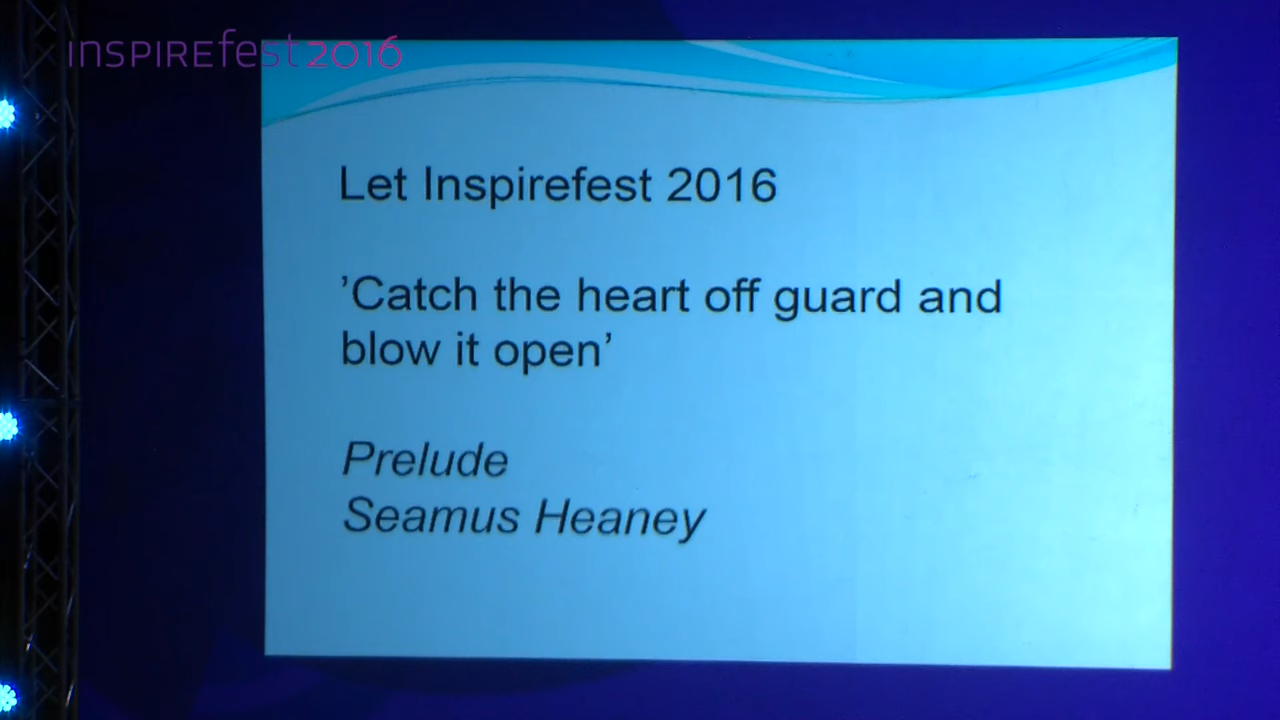 INSPIREfest2016
Let Inspirefest 2016
’Catch the heart off guard and
blow it open’
Prelude
Seamus Heaney